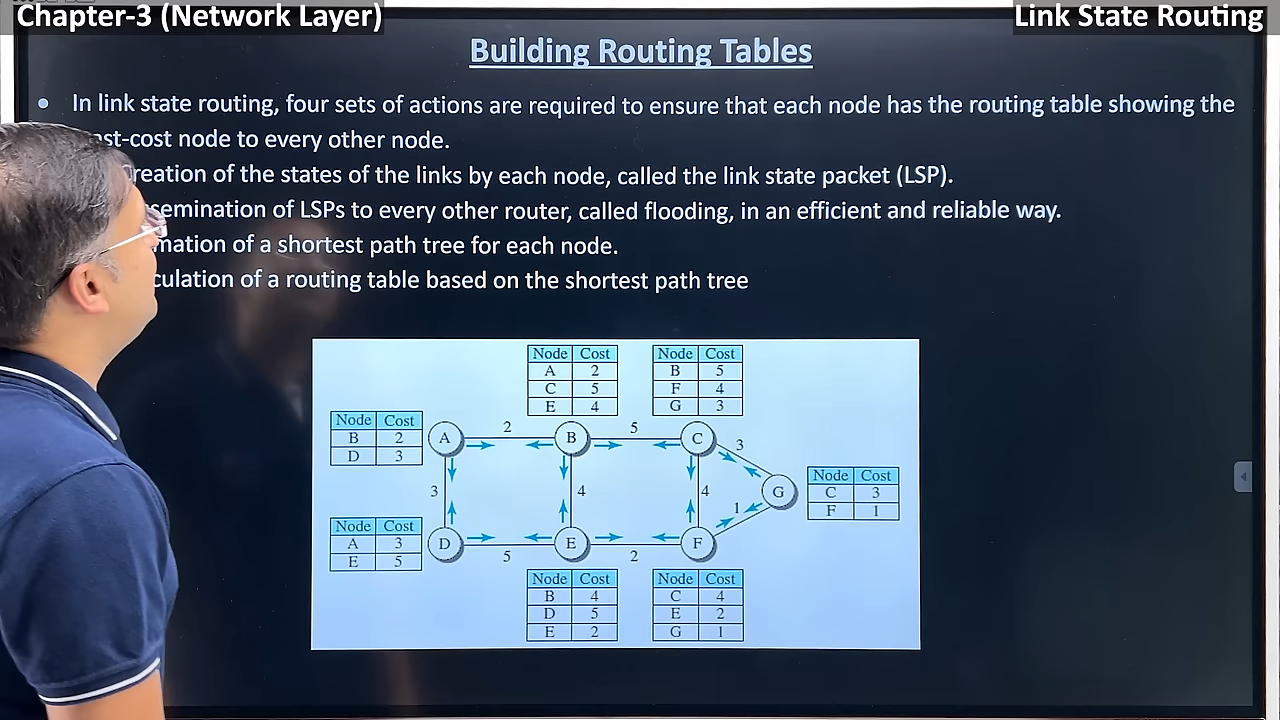 Chapter-3 (Network Layer)
Link State Routing
Building Routing Tables
• In link state routing, four sets of actions are required to ensure that each node has the routing table showing the
st-cost node to every other node.
reation of the states of the links by each node, called the link state packet (LSP).
semination of LSPs to every other router, called flooding, in an efficient and reliable way.
mation of a shortest path tree for each node.
culation of a routing table based on the shortest path tree
Node Cost
A 2
C 5
E 4
Node Cost
B 5
F 4
G 3
Node Cost
B 2
D 3
A
2
B
5
C
3
3
4
4
G
Node Cost
C 3
F 1
1
Node Cost
A 3
E 5
D
5
E
2
F
Node Cost
B 4
D 5
E 2
Node Cost
C 4
E 2
G 1